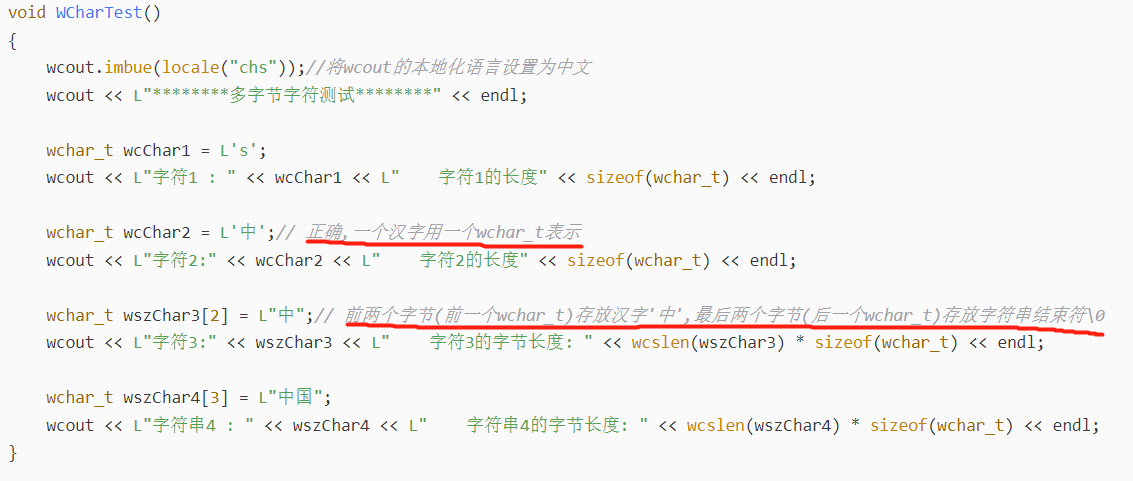 void WCharTest()
{
    wcout.imbue(locale("chs"));//将wcout的本地化语言设置为中文
    wcout << L"********多字节字符测试********" << endl;

    wchar_t wcChar1 = L's';
    wcout << L"字符1 : " << wcChar1 << L"    字符1的长度" << sizeof(wchar_t) << endl;

    wchar_t wcChar2 = L'中';// 正确,一个汉字用一个wchar_t表示
    wcout << L"字符2:" << wcChar2 << L"    字符2的长度" << sizeof(wchar_t) << endl;

    wchar_t wszChar3[2] = L"中";// 前两个字节(前一个wchar_t)存放汉字'中',最后两个字节(后一个wchar_t)存放字符串结束符\0
    wcout << L"字符3:" << wszChar3 << L"    字符3的字节长度: " << wcslen(wszChar3) * sizeof(wchar_t) << endl;

    wchar_t wszChar4[3] = L"中国";
    wcout << L"字符串4 : " << wszChar4 << L"    字符串4的字节长度: " << wcslen(wszChar4) * sizeof(wchar_t) << endl;
}